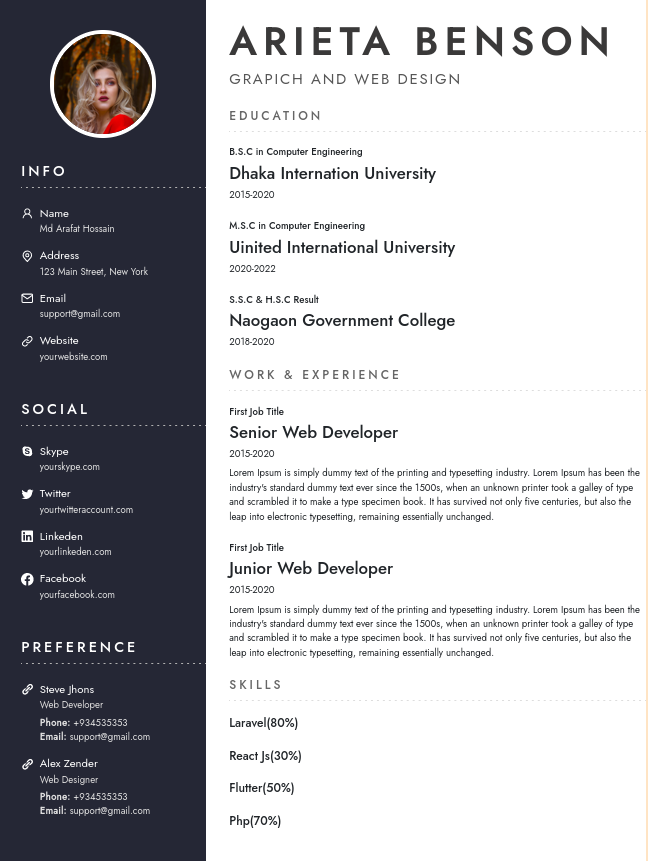 INFO
Name
Md Arafat Hossain
Address
123 Main Street, New York
Email
support@gmail.com
Website
yourwebsite.com
SOCIAL
Skype
yourskype.com
Twitter
yourtwitteraccount.com
Linkeden
yourlinkeden.com
Facebook
yourfacebook.com
PREFERENCE
Steve Jhons
Web Developer
Phone: +934535353
Email: support@gmail.com
Alex Zender
Web Designer
Phone: +934535353
Email: support@gmail.com
ARIETA BENSON
GRAPICH AND WEB DESIGN
EDUCATION
B.S.C in Computer Engineering
Dhaka Internation University
2015-2020
M.S.C in Computer Engineering
Uinited International University
2020-2022
S.S.C & H.S.C Result
Naogaon Government College
2018-2020
WORK & EXPERIENCE
First Job Title
Senior Web Developer
2015-2020
Lorem Ipsum is simply dummy text of the printing and typesetting industry. Lorem Ipsum has been the
industry's standard dummy text ever since the 1500s, when an unknown printer took a galley of type
and scrambled it to make a type specimen book. It has survived not only five centuries, but also the
leap into electronic typesetting, remaining essentially unchanged.
First Job Title
Junior Web Developer
2015-2020
Lorem Ipsum is simply dummy text of the printing and typesetting industry. Lorem Ipsum has been the
industry's standard dummy text ever since the 1500s, when an unknown printer took a galley of type
and scrambled it to make a type specimen book. It has survived not only five centuries, but also the
leap into electronic typesetting, remaining essentially unchanged.
SKILLS
Laravel(80%)
React Js(30%)
Flutter(50%)
Php(70%)